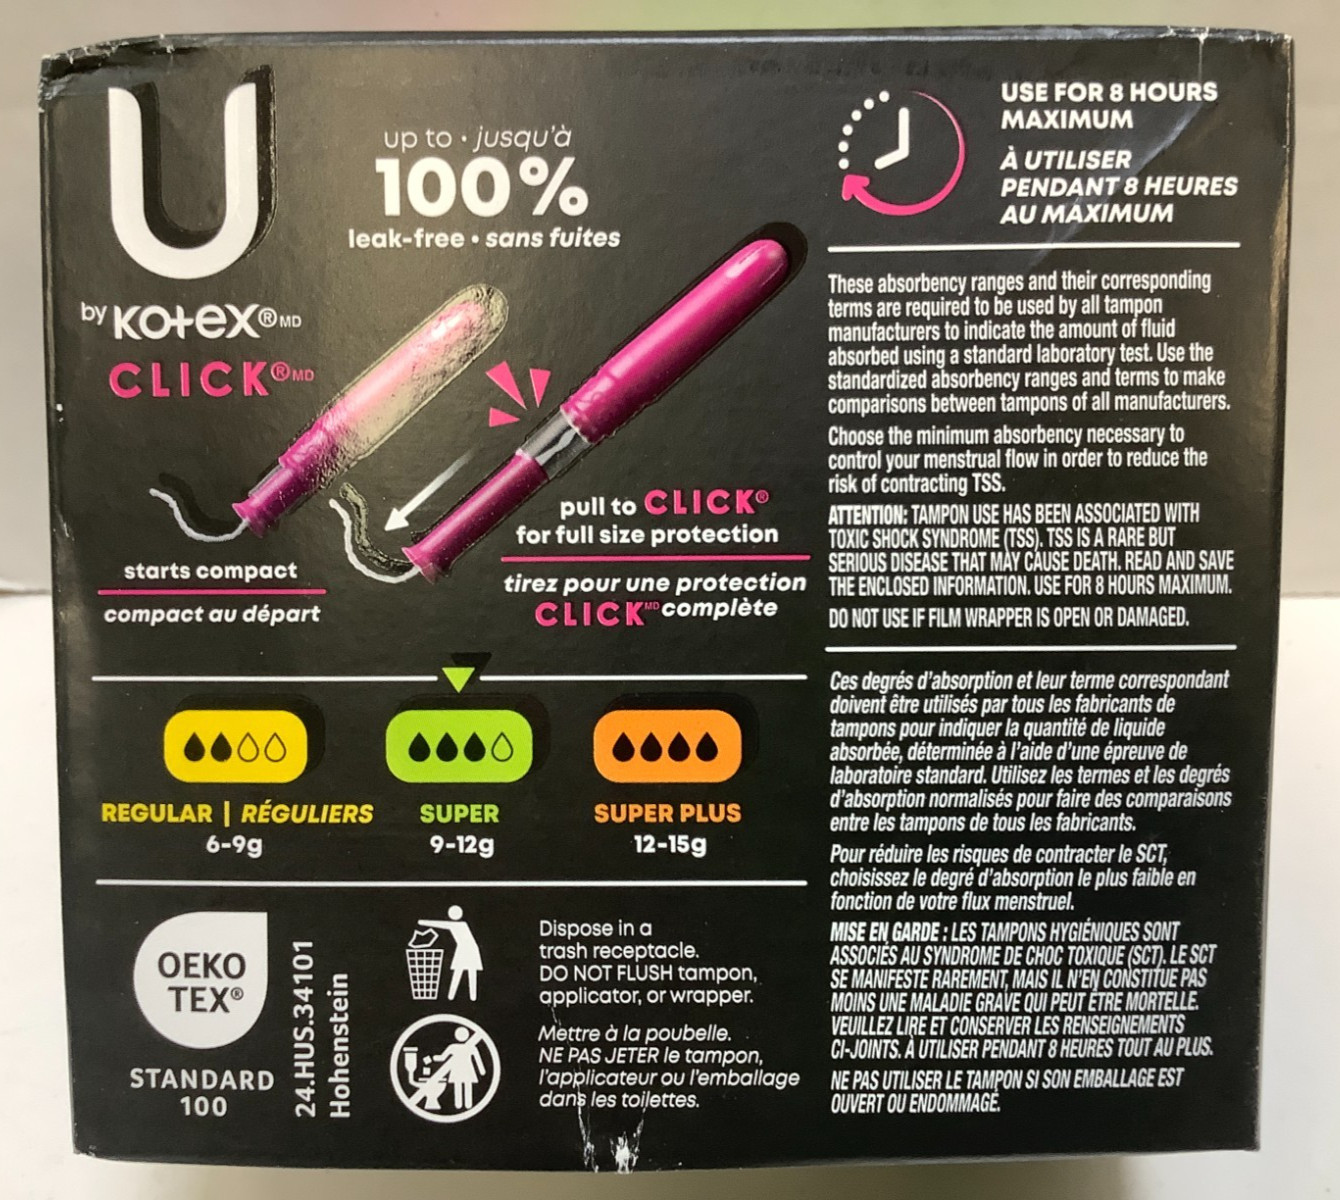 U
by Kotex® MD
CLICK® MD
up to • jusqu'à
100%
leak-free • sans fuites
starts compact
compact au départ
pull to CLICK®
for full size protection
tirez pour une protection
CLICK MD complète
REGULAR | RÉGULIERS
6-9g
SUPER
9-12g
SUPER PLUS
12-15g
OEKO
TEX®
STANDARD
100
24.HUS.34101
Hohenstein
Dispose in a
trash receptacle.
DO NOT FLUSH tampon,
applicator, or wrapper.
Mettre à la poubelle.
NE PAS JETER le tampon,
l'applicateur ou l'emballage
dans les toilettes.
USE FOR 8 HOURS
MAXIMUM
À UTILISER
PENDANT 8 HEURES
AU MAXIMUM
These absorbency ranges and their corresponding
terms are required to be used by all tampon
manufacturers to indicate the amount of fluid
absorbed using a standard laboratory test. Use the
standardized absorbency ranges and terms to make
comparisons between tampons of all manufacturers.
Choose the minimum absorbency necessary to
control your menstrual flow in order to reduce the
risk of contracting TSS.
ATTENTION: TAMPON USE HAS BEEN ASSOCIATED WITH
TOXIC SHOCK SYNDROME (TSS). TSS IS A RARE BUT
SERIOUS DISEASE THAT MAY CAUSE DEATH. READ AND SAVE
THE ENCLOSED INFORMATION. USE FOR 8 HOURS MAXIMUM.
DO NOT USE IF FILM WRAPPER IS OPEN OR DAMAGED.
Ces degrés d'absorption et leur terme correspondant
doivent être utilisés par tous les fabricants de
tampons pour indiquer la quantité de liquide
absorbée, déterminée à l'aide d'une épreuve de
laboratoire standard. Utilisez les termes et les degrés
d'absorption normalisés pour faire des comparaisons
entre les tampons de tous les fabricants.
Pour réduire les risques de contracter le SCT,
choisissez le degré d'absorption le plus faible en
fonction de votre flux menstruel.
MISE EN GARDE : LES TAMPONS HYGIÉNIQUES SONT
ASSOCIÉS AU SYNDROME DE CHOC TOXIQUE (SCT). LE SCT
SE MANIFESTE RAREMENT, MAIS IL N'EN CONSTITUE PAS
MOINS UNE MALADIE GRAVE QUI PEUT ÊTRE MORTELLE.
VEUILLEZ LIRE ET CONSERVER LES RENSEIGNEMENTS
CI-JOINTS. À UTILISER PENDANT 8 HEURES TOUT AU PLUS.
NE PAS UTILISER LE TAMPON SI SON EMBALLAGE EST
OUVERT OU ENDOMMAGÉ.